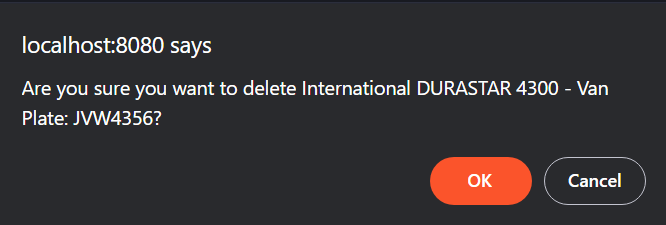 localhost:8080 says
Are you sure you want to delete International DURASTAR 4300 - Van
Plate: JVW4356?
OK Cancel